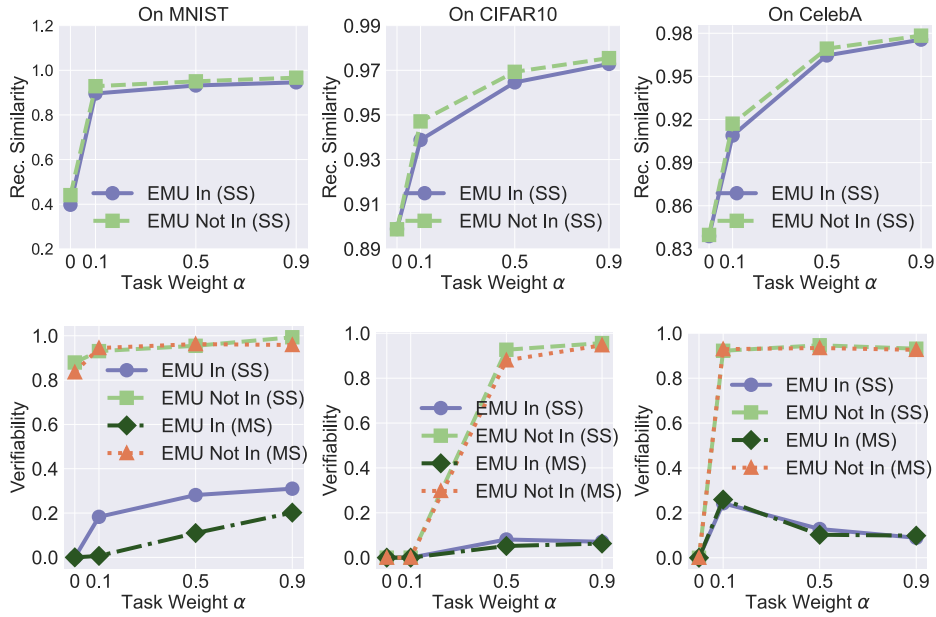 On MNIST
1.2
1.0
0.8
0.6
0.4
0.2
Rec. Similarity
EMU In (SS)
EMU Not In (SS)
0 0.1 0.5 0.9
Task Weight α
On CIFAR10
0.99
0.97
0.95
0.93
0.91
0.89
Rec. Similarity
EMU In (SS)
EMU Not In (SS)
0 0.1 0.5 0.9
Task Weight α
On CelebA
0.98
0.95
0.92
0.89
0.86
0.83
Rec. Similarity
EMU In (SS)
EMU Not In (SS)
0 0.1 0.5 0.9
Task Weight α
1.0
0.8
0.6
0.4
0.2
0.0
Verifiability
EMU In (SS)
EMU Not In (SS)
EMU In (MS)
EMU Not In (MS)
0 0.1 0.5 0.9
Task Weight α
1.0
0.8
0.6
0.4
0.2
0.0
Verifiability
EMU In (SS)
EMU Not In (SS)
EMU In (MS)
EMU Not In (MS)
0 0.1 0.5 0.9
Task Weight α
1.0
0.8
0.6
0.4
0.2
0.0
Verifiability
EMU In (SS)
EMU Not In (SS)
EMU In (MS)
EMU Not In (MS)
0 0.1 0.5 0.9
Task Weight α